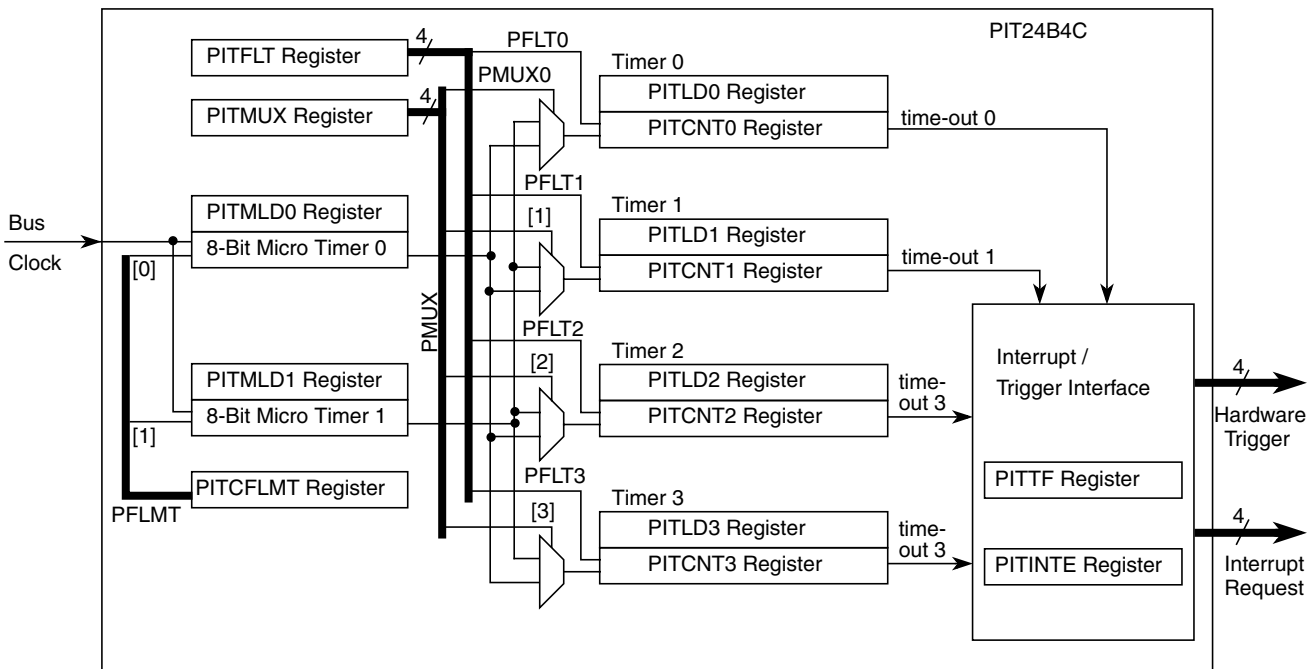 PIT24B4C
4
PITFLT Register
PFLT0
Timer 0
PMUX0
PITLD0 Register
4
PITMUX Register
PITCNT0 Register
time-out 0
PFLT1
Bus
Clock
PITMLD0 Register
8-Bit Micro Timer 0
[0]
[1]
Timer 1
PITLD1 Register
PITCNT1 Register
time-out 1
PMUX
PFLT2
[2]
Timer 2
PITLD2 Register
PITCNT2 Register
time-
out 3
PITMLD1 Register
8-Bit Micro Timer 1
[1]
PITCFLMT Register
PFLMT
PFLT3
[3]
Timer 3
PITLD3 Register
PITCNT3 Register
time-
out 3
Interrupt /
Trigger Interface
PITTF Register
PITINTE Register
4
Hardware
Trigger
4
Interrupt
Request